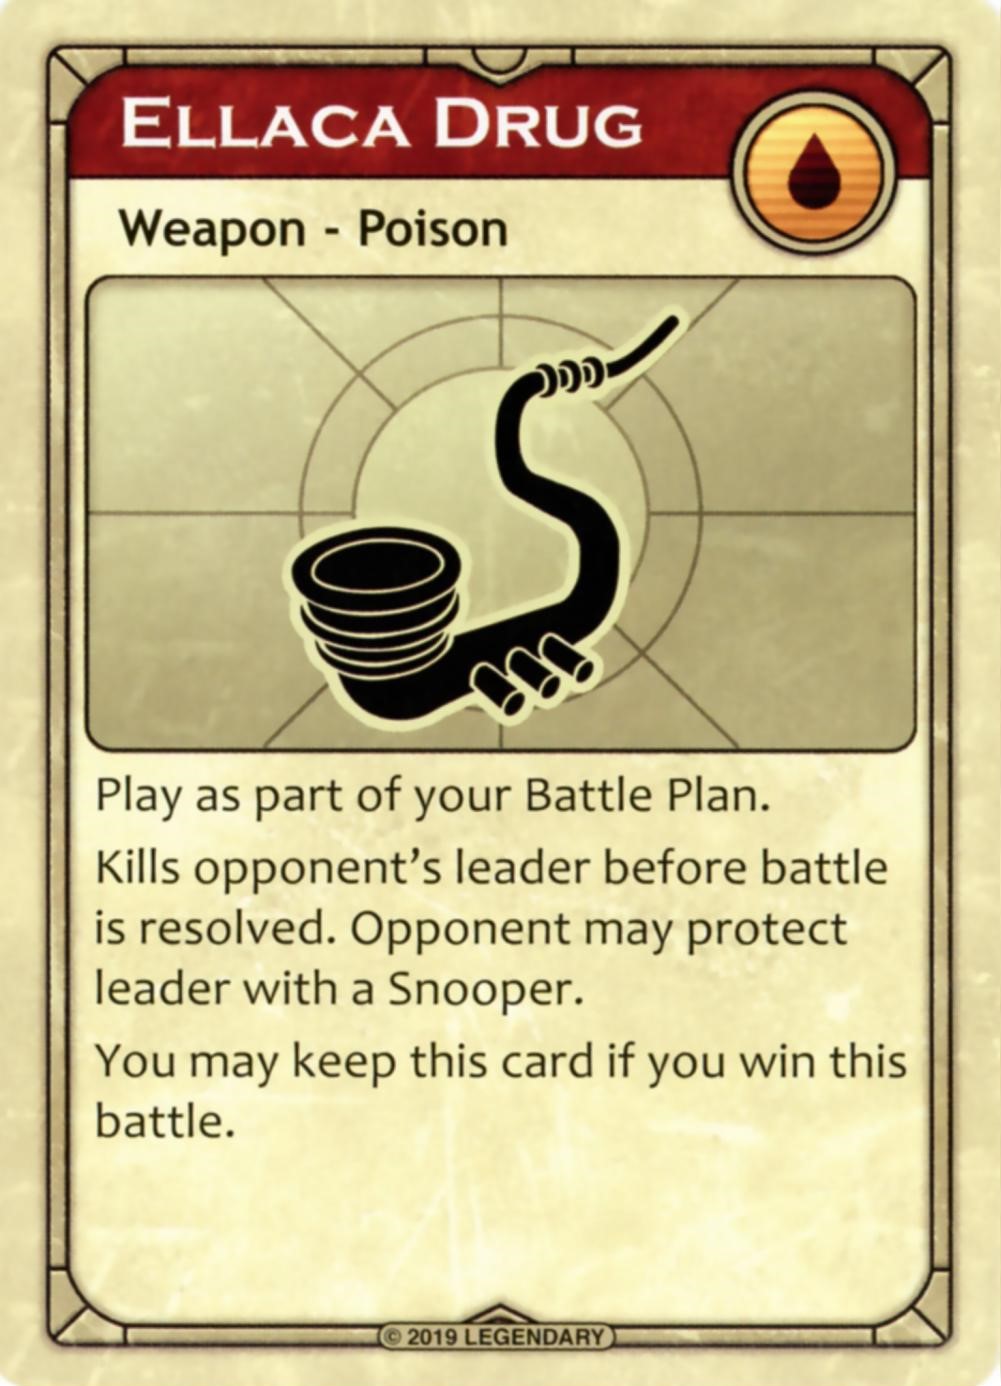 ELLACA DRUG
Weapon - Poison
Play as part of your Battle Plan.
Kills opponent's leader before battle
is resolved. Opponent may protect
leader with a Snooper.
You may keep this card if you win this
battle.
© 2019 LEGENDARY